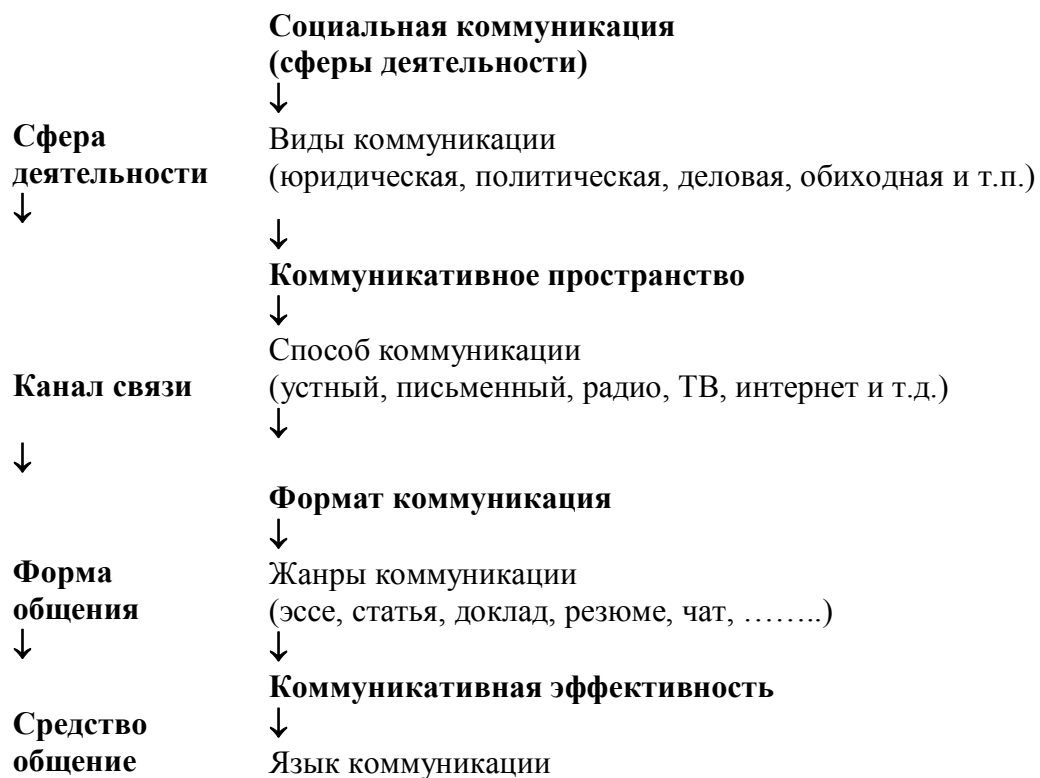 Социальная коммуникация
(сферы деятельности)
↓
Сфера
деятельности
↓
Виды коммуникации
(юридическая, политическая, деловая, обиходная и т.п.)
↓
Коммуникативное пространство
↓
Способ коммуникации
Канал связи
(устный, письменный, радио, ТВ, интернет и т.д.)
↓
↓
Формат коммуникация
↓
Форма
общения
↓
Жанры коммуникации
(эссе, статья, доклад, резюме, чат, ……..)
↓
Коммуникативная эффективность
Средство
общение
↓
Язык коммуникации